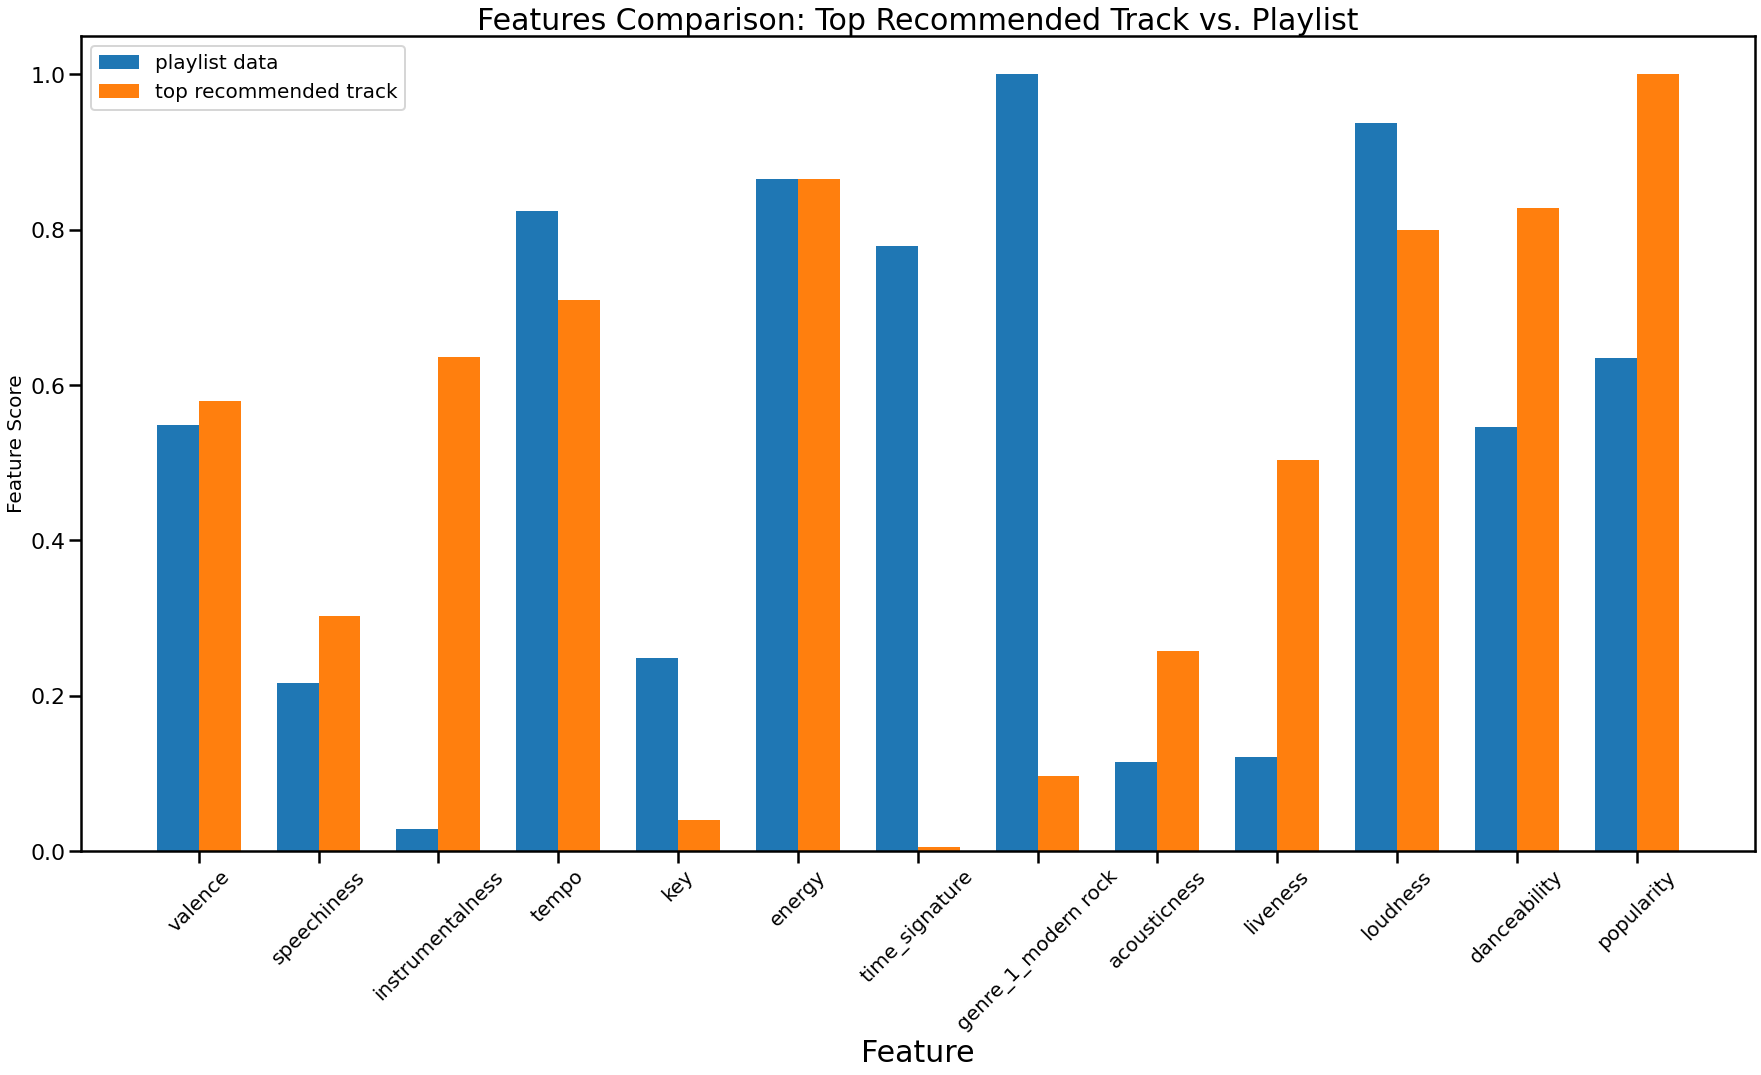 Features Comparison: Top Recommended Track vs. Playlist
playlist data
top recommended track
1.0
0.8
0.6
0.4
0.2
0.0
Feature Score
valence
speechiness
instrumentalness
tempo
key
energy
time_signature
genre_1_modern rock
acousticness
liveness
loudness
danceability
popularity
Feature